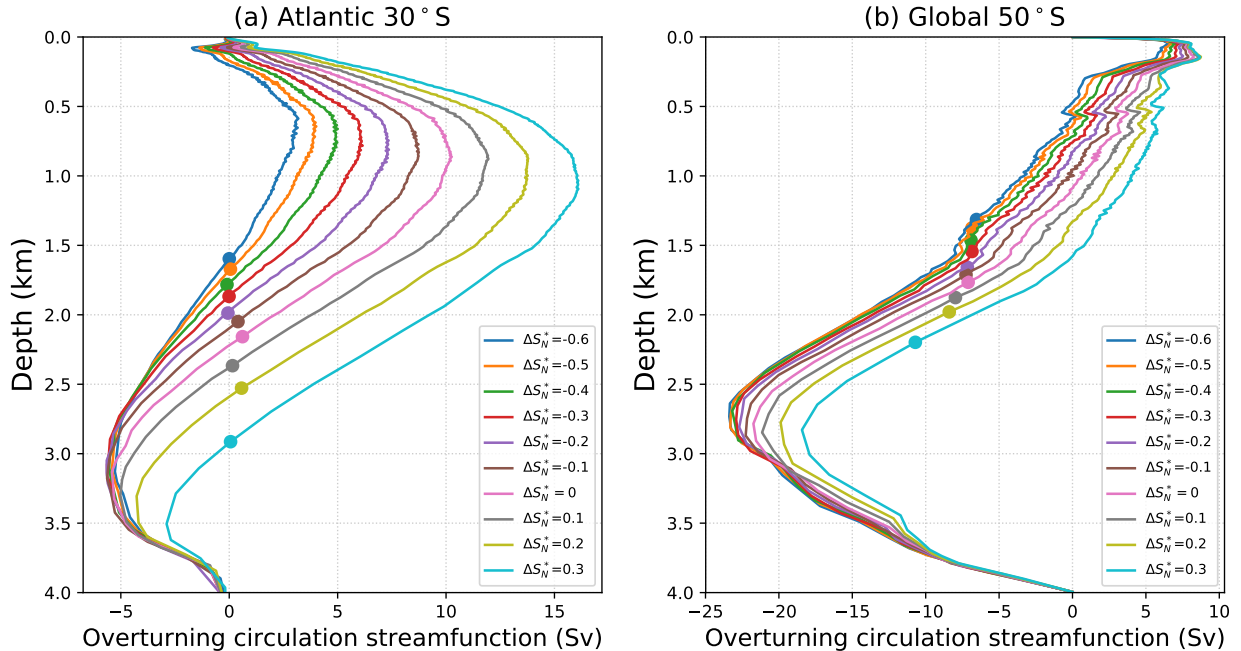 (a) Atlantic 30°S
0.0
0.5
1.0
1.5
2.0
2.5
3.0
3.5
4.0
Depth (km)
−5
0
5
10
15
Overturning circulation streamfunction (Sv)
ΔS*N=-0.6
ΔS*N=-0.5
ΔS*N=-0.4
ΔS*N=-0.3
ΔS*N=-0.2
ΔS*N=-0.1
ΔS*N= 0
ΔS*N=0.1
ΔS*N=0.2
ΔS*N=0.3
(b) Global 50°S
0.0
0.5
1.0
1.5
2.0
2.5
3.0
3.5
4.0
Depth (km)
−25
−20
−15
−10
−5
0
5
10
Overturning circulation streamfunction (Sv)
ΔS*N=-0.6
ΔS*N=-0.5
ΔS*N=-0.4
ΔS*N=-0.3
ΔS*N=-0.2
ΔS*N=-0.1
ΔS*N= 0
ΔS*N=0.1
ΔS*N=0.2
ΔS*N=0.3